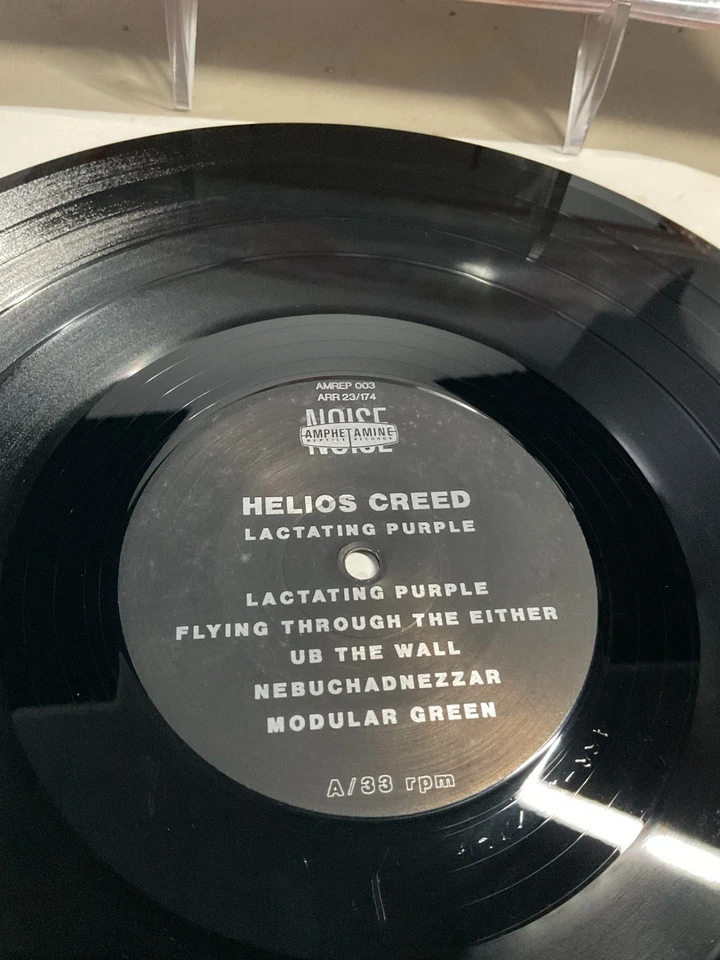 AMREP 003
ARR 23/174
NOISE
AMPHETAMINE
REPTILE RECORDS
HELIOS CREED
LACTATING PURPLE
LACTATING PURPLE
FLYING THROUGH THE EITHER
UB THE WALL
NEBUCHADNEZZAR
MODULAR GREEN
A/33 rpm